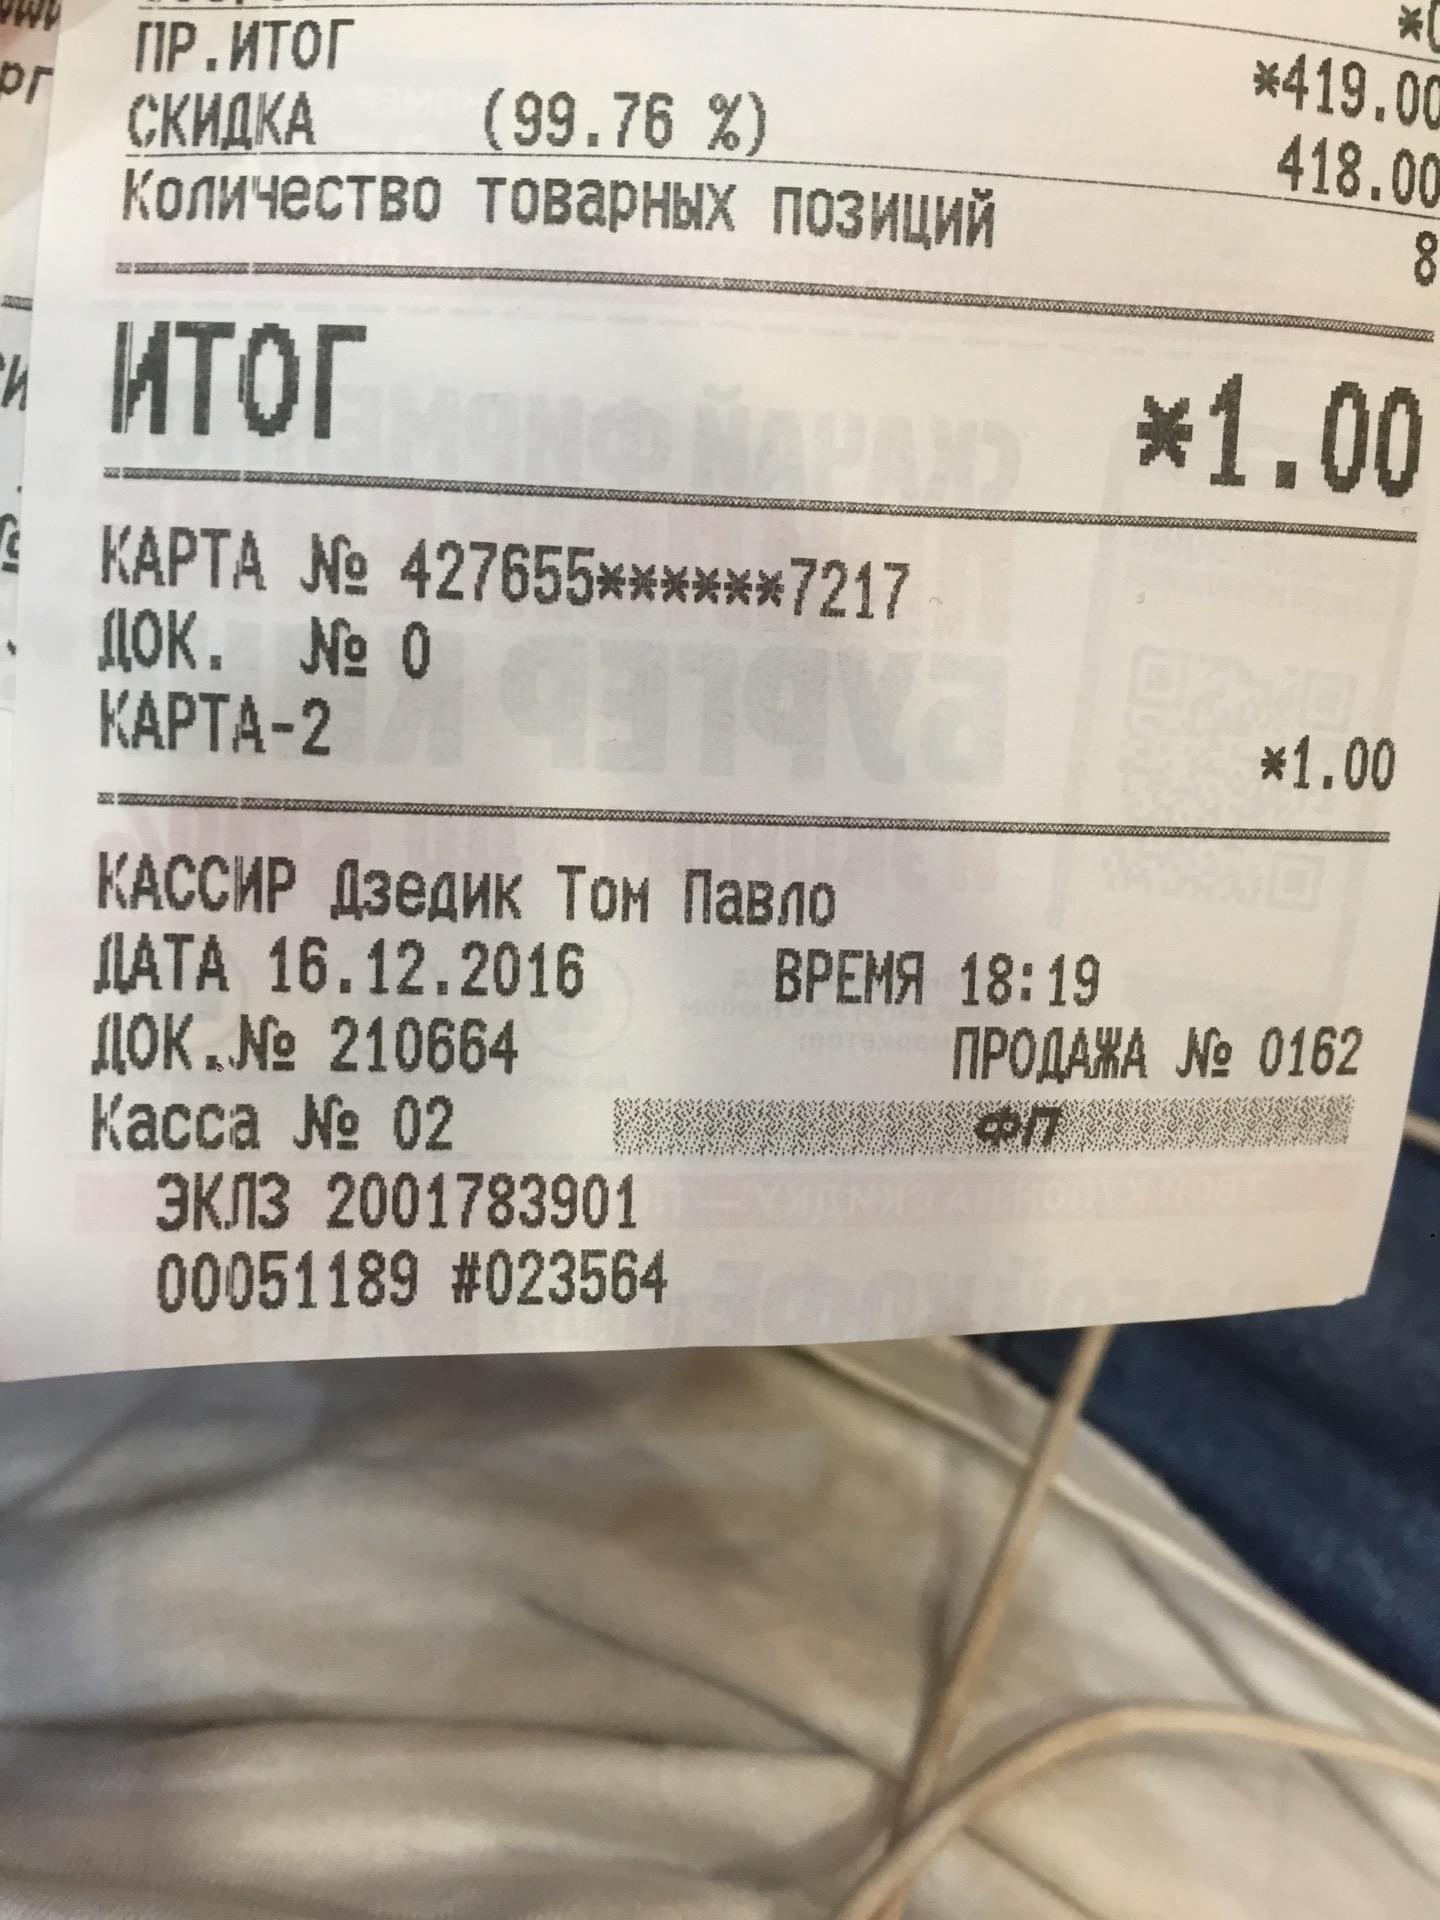 ПР.ИТОГ *419.00
СКИДКА (99.76 %) 418.00
Количество товарных позиций 8
ИТОГ *1.00
КАРТА № 427655******7217
ДОК. № 0
КАРТА-2 *1.00
КАССИР Дзедик Том Павло
ДАТА 16.12.2016 ВРЕМЯ 18:19
ДОК.№ 210664 ПРОДАЖА № 0162
Касса № 02 ФП
ЭКЛЗ 2001783901
00051189 #023564